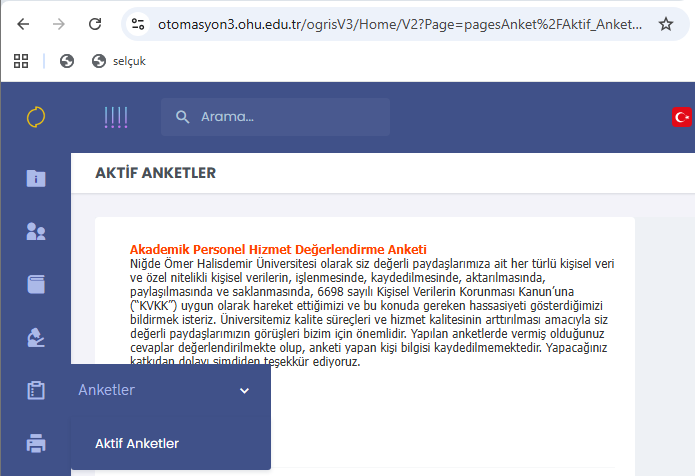 otomasyon3.ohu.edu.tr/ogrisV3/Home/V2?Page=pagesAnket%2FAktif_Anket...
selçuk
Arama...
AKTİF ANKETLER
Akademik Personel Hizmet Değerlendirme Anketi
Niğde Ömer Halisdemir Üniversitesi olarak siz değerli paydaşlarımıza ait her türlü kişisel veri
ve özel nitelikli kişisel verilerin, işlenmesinde, kaydedilmesinde, aktarılmasında,
paylaşılmasında ve saklanmasında, 6698 sayılı Kişisel Verilerin Korunması Kanun’una
(“KVKK”) uygun olarak hareket ettiğimizi ve bu konuda gereken hassasiyeti gösterdiğimizi
bildirmek isteriz. Üniversitemiz kalite süreçleri ve hizmet kalitesinin arttırılması amacıyla siz
değerli paydaşlarımızın görüşleri bizim için önemlidir. Yapılan anketlerde vermiş olduğunuz
cevaplar değerlendirilmekte olup, anketi yapan kişi bilgisi kaydedilmemektedir. Yapacağınız
katkıdan dolayı şimdiden teşekkür ediyoruz.
Anketler
Aktif Anketler